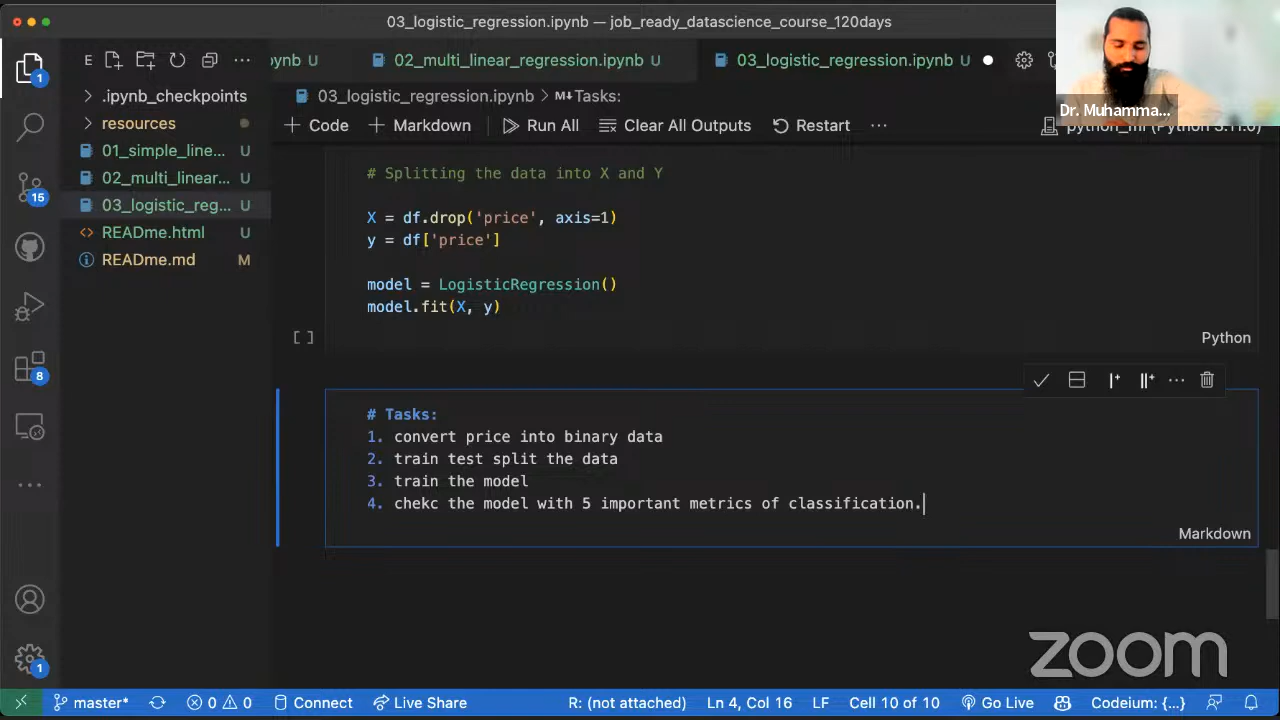 03_logistic_regression.ipynb — job_ready_datascience_course_120days
E
ynb U
02_multi_linear_regression.ipynb U
03_logistic_regression.ipynb U
1
.ipynb_checkpoints
03_logistic_regression.ipynb > M↓Tasks:
Dr. Muhamma...
resources
+ Code + Markdown Run All Clear All Outputs Restart ...
01_simple_line... U
02_multi_linear... U
15
03_logistic_reg... U
READme.html U
READme.md M
# Splitting the data into X and Y
X = df.drop('price', axis=1)
y = df['price']
model = LogisticRegression()
model.fit(X, y)
[ ]
Python
8
# Tasks:
1. convert price into binary data
2. train test split the data
3. train the model
4. chekc the model with 5 important metrics of classification.
Markdown
zoom
1
master* 0 0 Connect Live Share R: (not attached) Ln 4, Col 16 LF Cell 10 of 10 Go Live Codeium: {...}